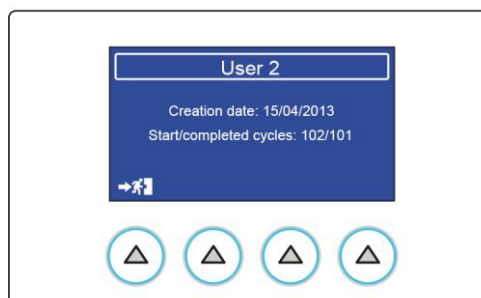 User 2
Creation date: 15/04/2013
Start/completed cycles: 102/101